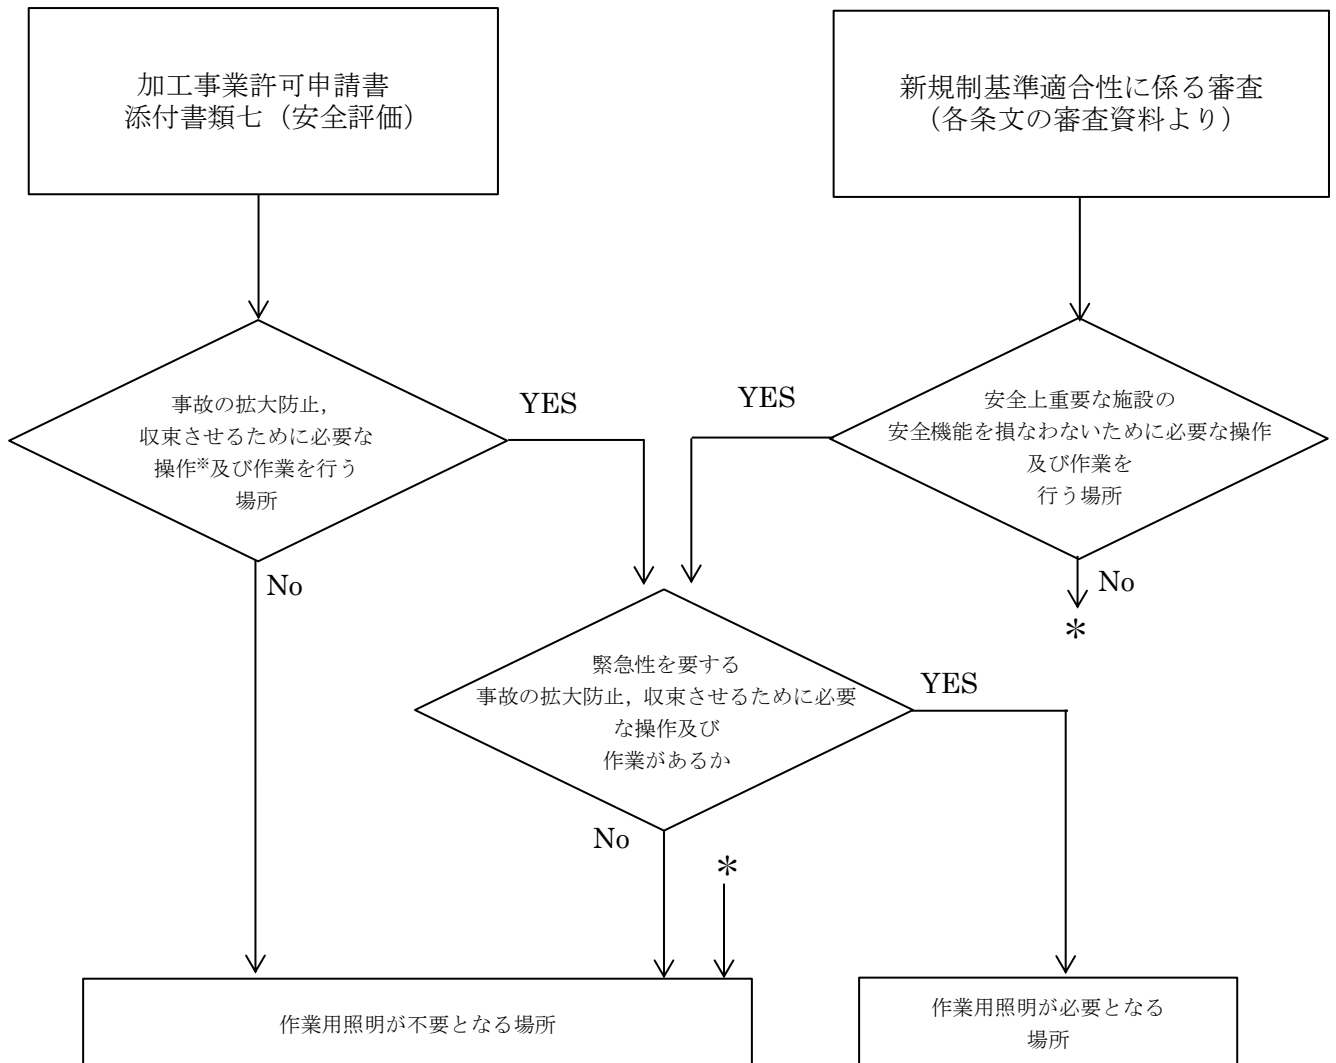 加工事業許可申請書
添付書類七（安全評価）
新規制基準適合性に係る審査
（各条文の審査資料より）
事故の拡大防止，
収束させるために必要な
操作※及び作業を行う
場所
YES
No
安全上重要な施設の
安全機能を損なわないために必要な操作
及び作業を
行う場所
YES
No
＊
緊急性を要する
事故の拡大防止，収束させるために必要
な操作及び
作業があるか
YES
No
＊
作業用照明が不要となる場所
作業用照明が必要となる
場所